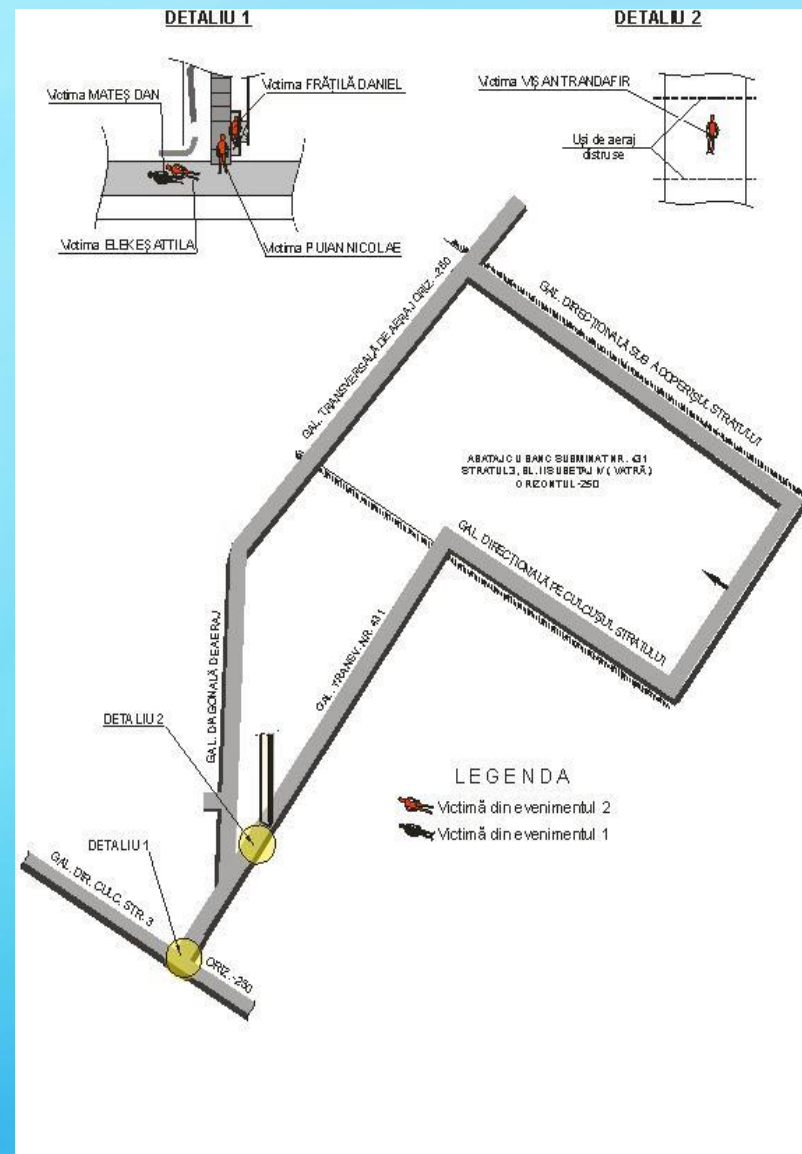 DETALIU 1
DETALIU 2
Victima MATEȘ DAN
Victima FRĂȚILĂ DANIEL
Victima VIȘAN TRANDAFIR
Uși de aeraj
distruse
Victima ELEKEȘ ATTILA
Victima PUIAN NICOLAE
GAL. TRANSVERSALĂ DE AERAJ ORIZ. -250
GAL. DIRECȚIONALĂ SUB ACOPERIȘUL STRATULUI
ABATAJ CU BANC SUBMINAT NR. 431
STRATUL 3, BL. II SUBETAJ IV ( VATRĂ )
ORIZONTUL -250
GAL. DIRECȚIONALĂ PE CULCUȘUL STRATULUI
GAL. DIAGONALĂ DE AERAJ
GAL. TRANSV. NR. 431
DETALIU 2
LEGENDA
Victimă din evenimentul 2
Victimă din evenimentul 1
DETALIU 1
GAL. DIR. CULC. STR. 3
ORIZ. -250